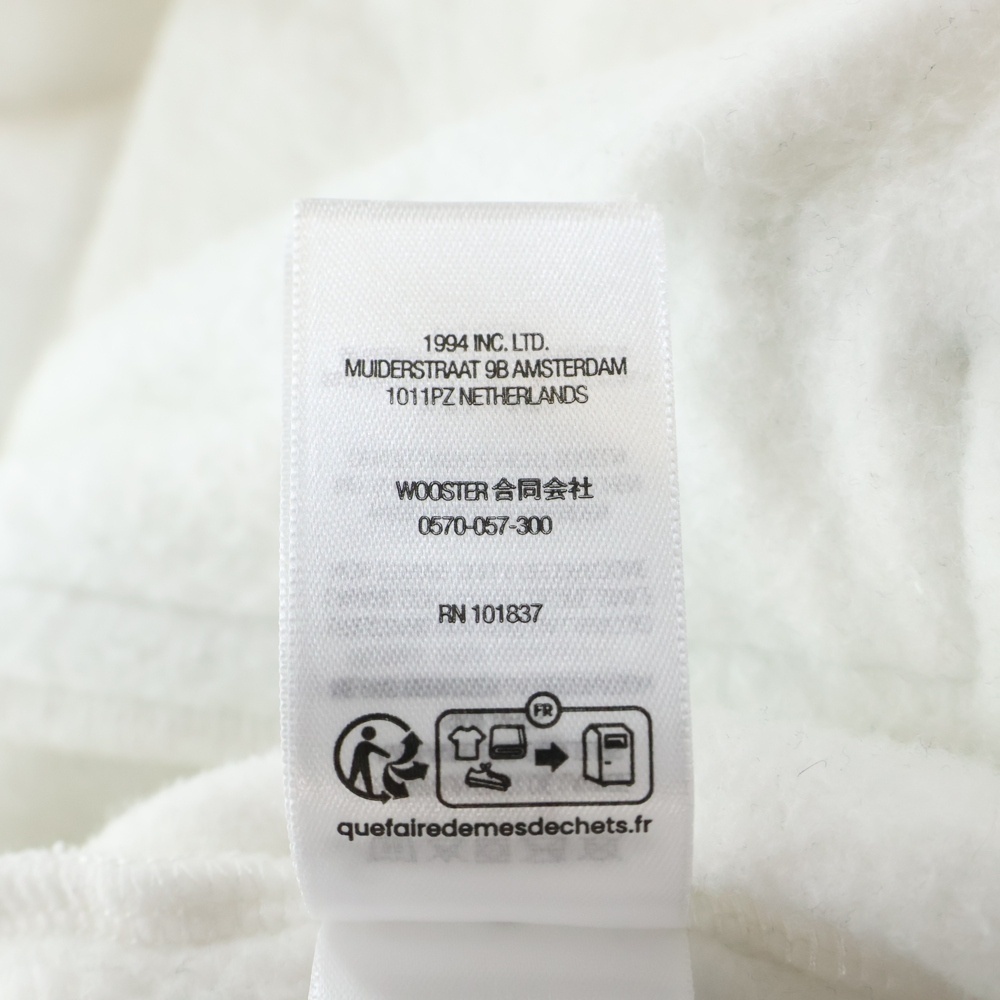 1994 INC. LTD.
MUIDERSTRAAT 9B AMSTERDAM
1011PZ NETHERLANDS
WOOSTER 合同会社
0570-057-300
RN 101837
FR
quefairedemesdechets.fr